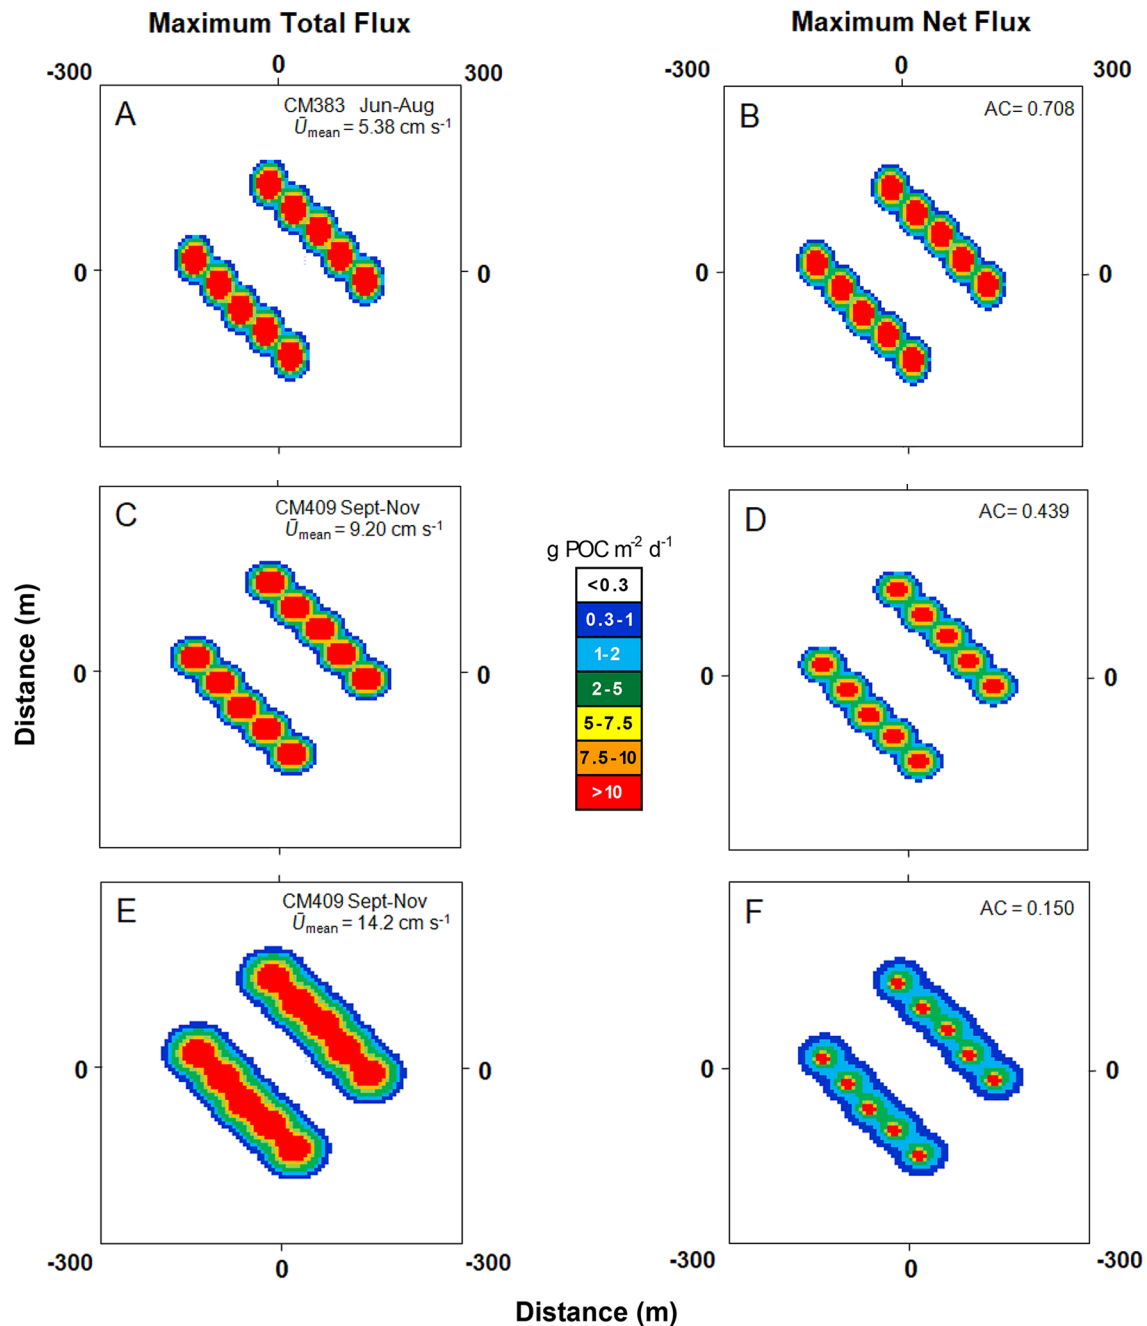 Maximum Total Flux
Maximum Net Flux
-300
0
300
-300
0
300
A
CM383 Jun-Aug
Ūmean = 5.38 cm s-1
B
AC= 0.708
0
0
0
0
C
CM409 Sept-Nov
Ūmean = 9.20 cm s-1
D
AC= 0.439
g POC m-2 d-1
<0.3
0.3-1
1-2
2-5
5-7.5
7.5-10
>10
0
0
0
0
Distance (m)
E
CM409 Sept-Nov
Ūmean = 14.2 cm s-1
F
AC = 0.150
0
0
0
0
-300
0
-300
0
-300
Distance (m)